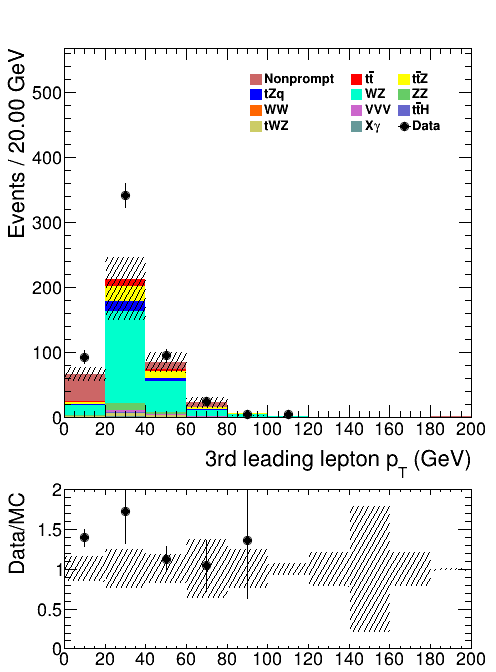 Events / 20.00 GeV
500
400
300
200
100
0
Nonprompt tt̄ tt̄Z
tZq WZ ZZ
WW VVV tt̄H
tWZ Xγ Data
0 20 40 60 80 100 120 140 160 180 200
3rd leading lepton p_T (GeV)
Data/MC
2
1.5
1
0.5
0
0 20 40 60 80 100 120 140 160 180 200